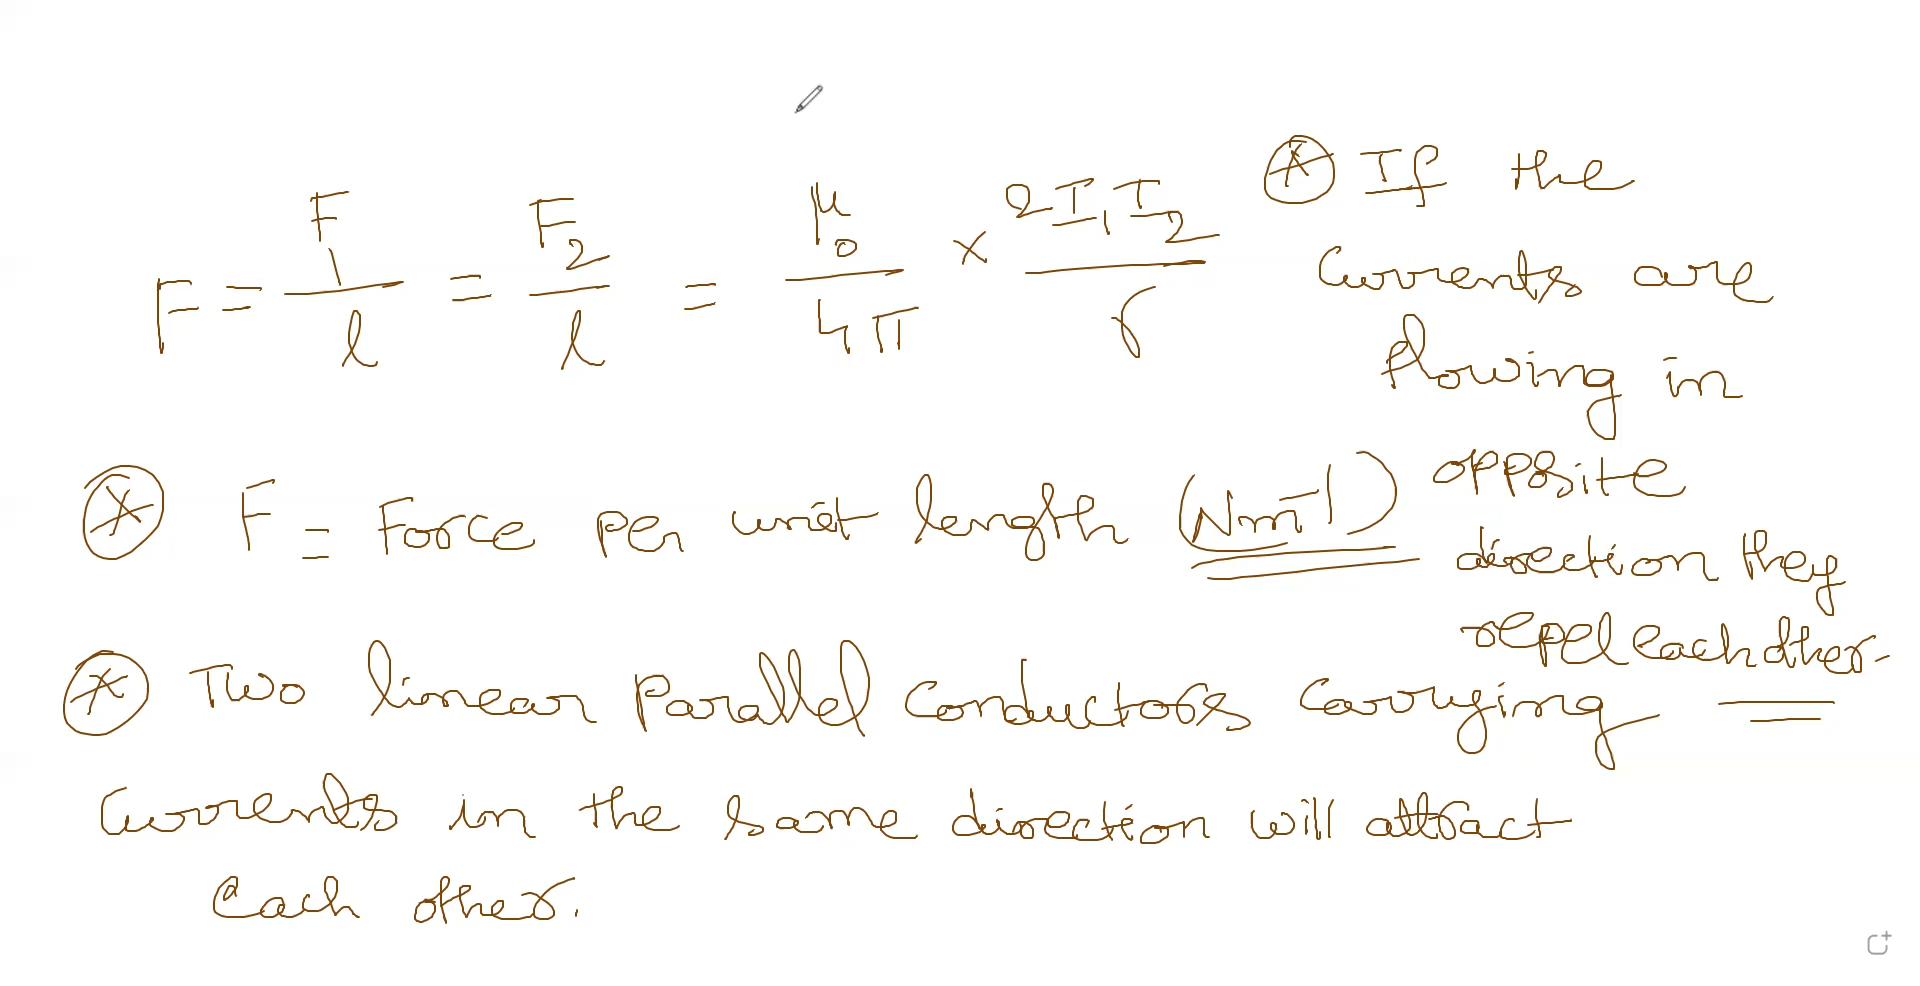 F = F₁/l = F₂/l = μ₀/4π × 2I₁I₂/r
F = Force per unit length (Nm⁻¹)
Two linear parallel conductors carrying
currents in the same direction will attract
each other.
If the
currents are
flowing in
opposite
direction they
repel each other.